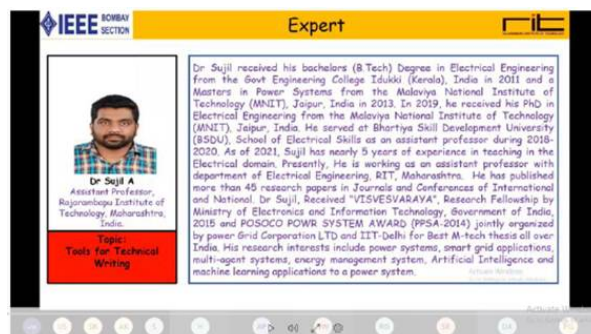 IEEE BOMBAY SECTION
Expert
rit
Dr Sujil received his bachelors (B.Tech) Degree in Electrical Engineering
from the Govt Engineering College Idukki (Kerala), India in 2011 and a
Masters in Power Systems from the Malaviya National Institute of
Technology (MNIT), Jaipur, India in 2013. In 2019, he received his PhD in
Electrical Engineering from the Malaviya National Institute of Technology
(MNIT), Jaipur, India. He served at Bhartiya Skill Development University
(BSDU), School of Electrical Skills as an assistant professor during 2018-
2020. As of 2021, Sujil has nearly 5 years of experience in teaching in the
Electrical domain. Presently, He is working as an assistant professor with
department of Electrical Engineering, RIT, Maharashtra. He has published
more than 45 research papers in Journals and Conferences of International
and National. Dr Sujil, Received "VISVESVARAYA", Research Fellowship by
Ministry of Electronics and Information Technology, Government of India,
2015 and POSOCO POWR SYSTEM AWARD (PPSA-2014) jointly organized
by power Grid Corporation LTD and IIT-Delhi for Best M-tech thesis all over
India. His research interests include power systems, smart grid applications,
multi-agent systems, energy management system, Artificial Intelligence and
machine learning applications to a power system.
Dr Sujil A
Assistant Professor,
Rajarambapu Institute of
Technology, Maharashtra,
India.
Topic:
Tools for Technical
Writing
Activate Windows
Activate Windows